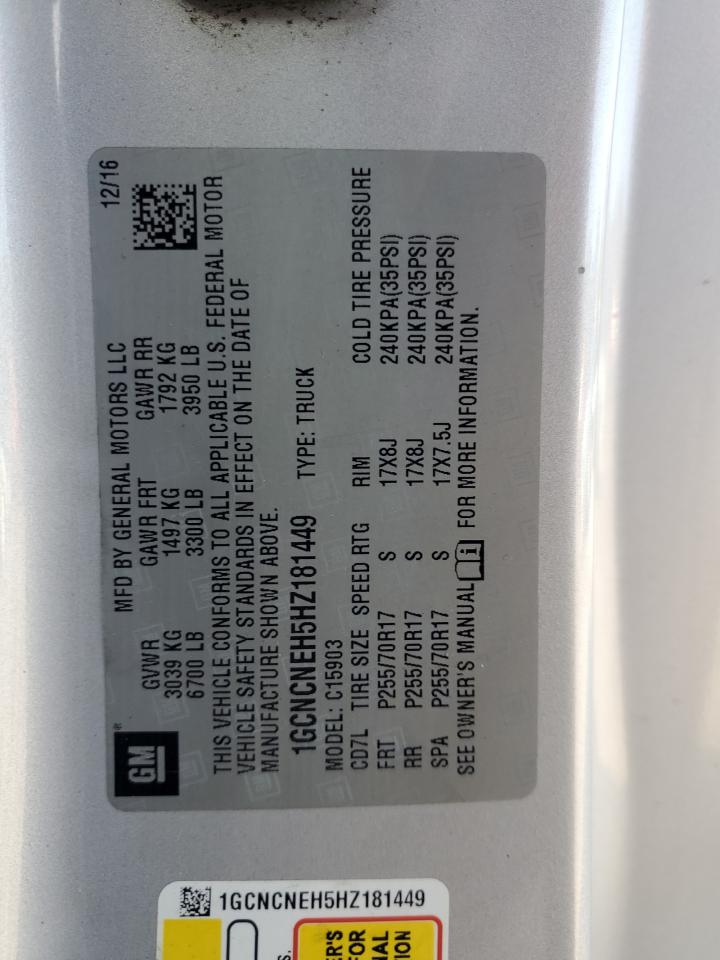 GM®
MFD BY GENERAL MOTORS LLC 12/16
GVWR GAWR FRT GAWR RR
3039 KG 1497 KG 1792 KG
6700 LB 3300 LB 3950 LB
THIS VEHICLE CONFORMS TO ALL APPLICABLE U.S. FEDERAL MOTOR
VEHICLE SAFETY STANDARDS IN EFFECT ON THE DATE OF
MANUFACTURE SHOWN ABOVE.
1GCNCNEH5HZ181449 TYPE: TRUCK
MODEL: C15903
CD7L TIRE SIZE SPEED RTG RIM COLD TIRE PRESSURE
FRT P255/70R17 S 17X8J 240KPA(35PSI)
RR P255/70R17 S 17X8J 240KPA(35PSI)
SPA P255/70R17 S 17X7.5J 240KPA(35PSI)
SEE OWNER'S MANUAL FOR MORE INFORMATION.
1GCNCNEH5HZ181449